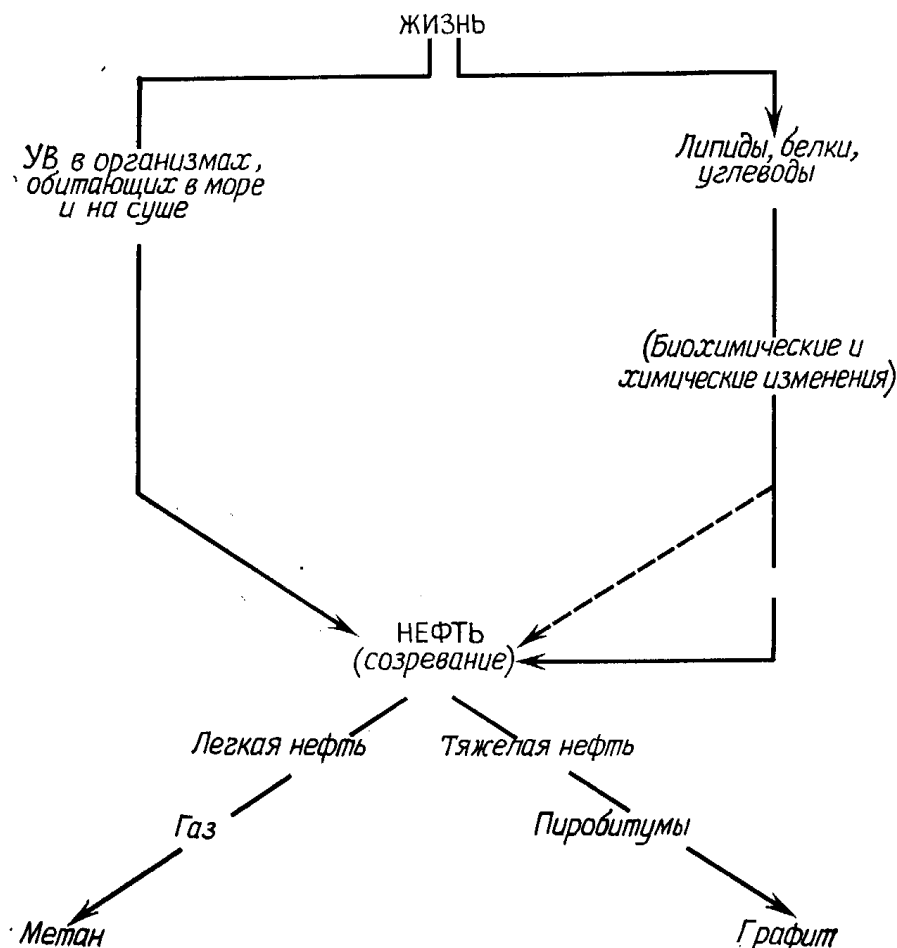 ЖИЗНЬ
УВ в организмах,
обитающих в море
и на суше
Липиды, белки,
углеводы
(Биохимические и
химические изменения)
НЕФТЬ
(созревание)
Легкая нефть
Тяжелая нефть
Газ
Пиробитумы
Метан
Графит